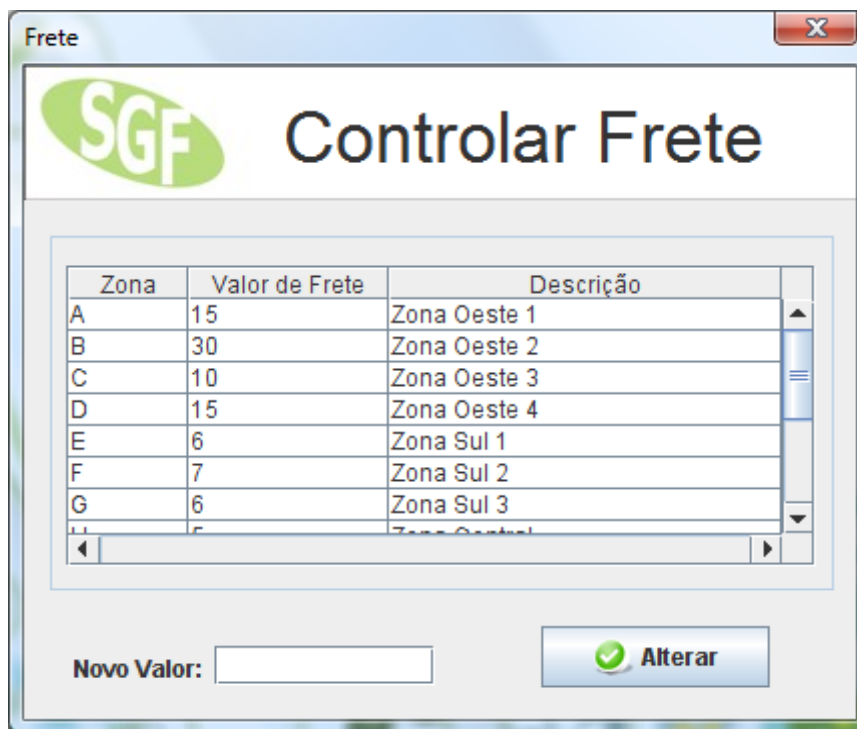 Frete
SGF
Controlar Frete
Zona Valor de Frete Descrição
A 15 Zona Oeste 1
B 30 Zona Oeste 2
C 10 Zona Oeste 3
D 15 Zona Oeste 4
E 6 Zona Sul 1
F 7 Zona Sul 2
G 6 Zona Sul 3
Zona Central
Novo Valor:
Alterar